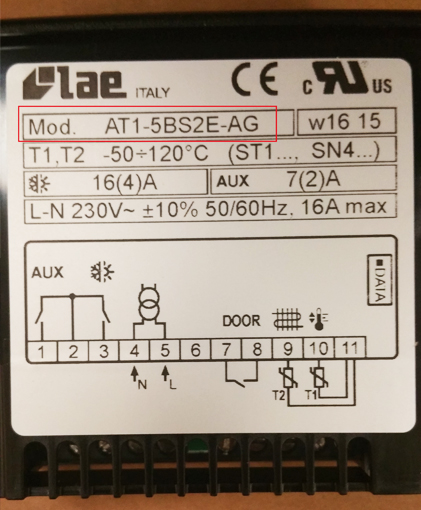 lae ITALY CE c RU US
Mod. AT1-5BS2E-AG w16 15
T1,T2 -50÷120°C (ST1..., SN4...)
16(4)A AUX 7(2)A
L-N 230V~ ±10% 50/60Hz. 16A max
AUX
DATA
DOOR
1 2 3 4 5 6 7 8 9 10 11
N L
T2 T1